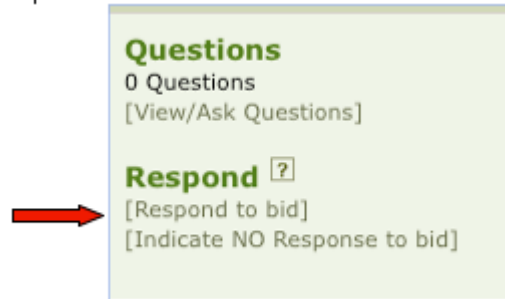 Questions
0 Questions
[View/Ask Questions]
Respond ?
[Respond to bid]
[Indicate NO Response to bid]